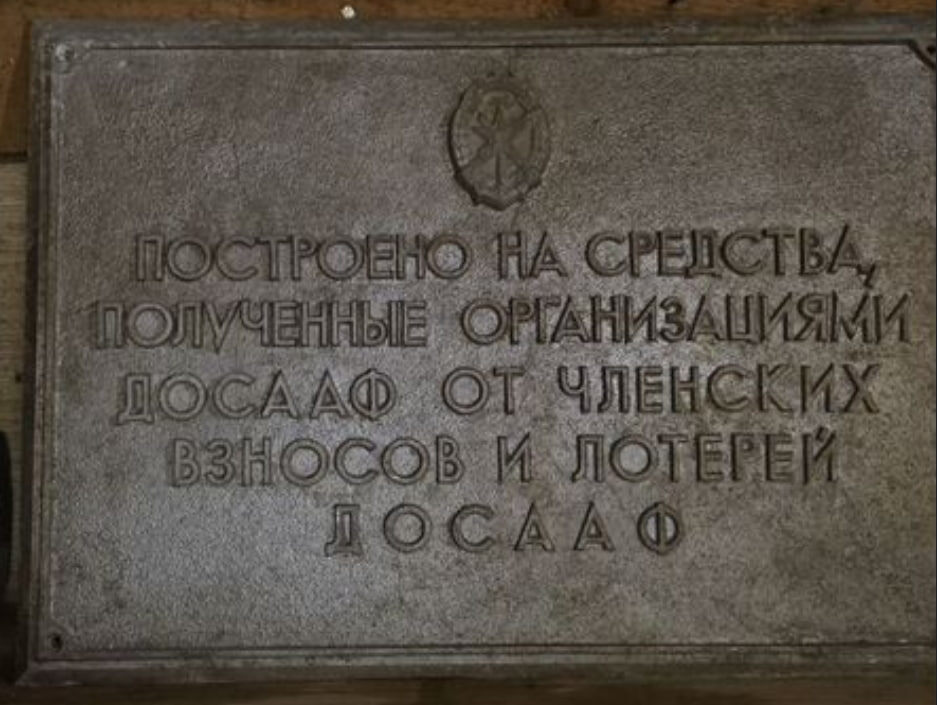 ПОСТРОЕНО НА СРЕДСТВА,
ПОЛУЧЕННЫЕ ОРГАНИЗАЦИЯМИ
ДОСААФ ОТ ЧЛЕНСКИХ
ВЗНОСОВ И ЛОТЕРЕЙ
ДОСААФ